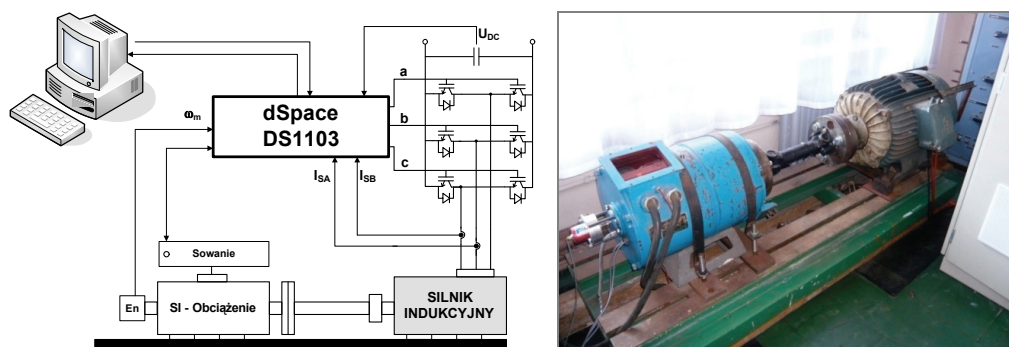 U_DC
a
dSpace
DS1103
ω_m
b
c
I_SA
I_SB
Sowanie
En
SI - Obciążenie
SILNIK
INDUKCYJNY